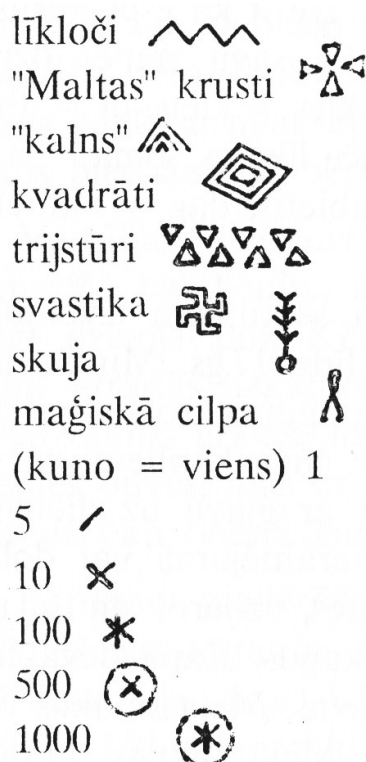 līkloči
"Maltas" krusti
"kalns"
kvadrāti
trijstūri
svastika
skuja
maģiskā cilpa
(kuno = viens) 1
5
10
100
500
1000